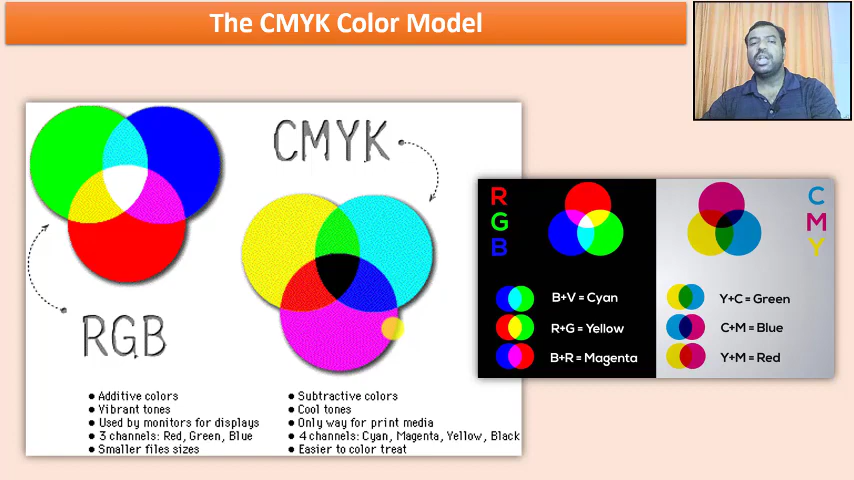 The CMYK Color Model
CMYK
RGB
● Additive colors
● Vibrant tones
● Used by monitors for displays
● 3 channels: Red, Green, Blue
● Smaller files sizes
● Subtractive colors
● Cool tones
● Only way for print media
● 4 channels: Cyan, Magenta, Yellow, Black
● Easier to color treat
R
G
B
B+V = Cyan
R+G = Yellow
B+R = Magenta
C
M
Y
Y+C = Green
C+M = Blue
Y+M = Red